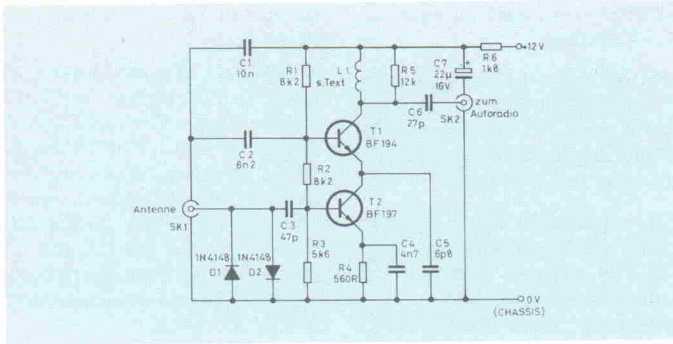 C1
10n
R1
8k2
L1
s.Text
R5
12k
C7
22µ
16V
+
R6
1k8
+12V
C6
27p
zum
Autoradio
SK2
C2
6n2
T1
BF194
R2
8k2
Antenne
SK1
C3
47p
T2
BF197
1N4148
D1
1N4148
D2
R3
5k6
R4
560R
C4
4n7
C5
6p8
0V
(CHASSIS)